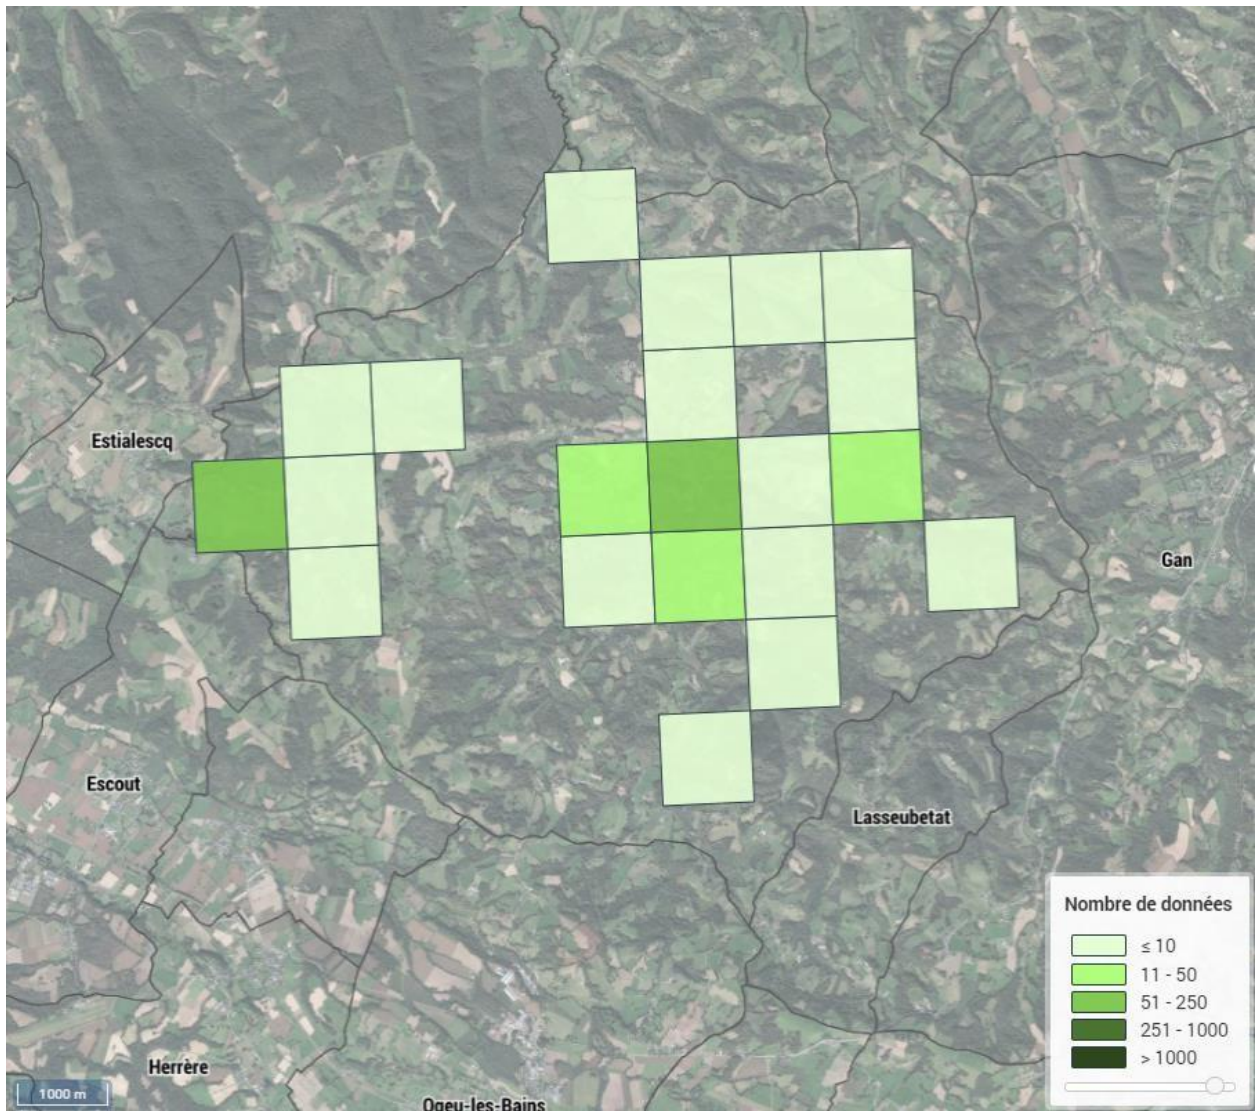 Estialescq
Gan
Escout
Lasseubetat
Herrère
Ogeu-les-Bains
1000 m
Nombre de données
≤ 10
11 - 50
51 - 250
251 - 1000
> 1000